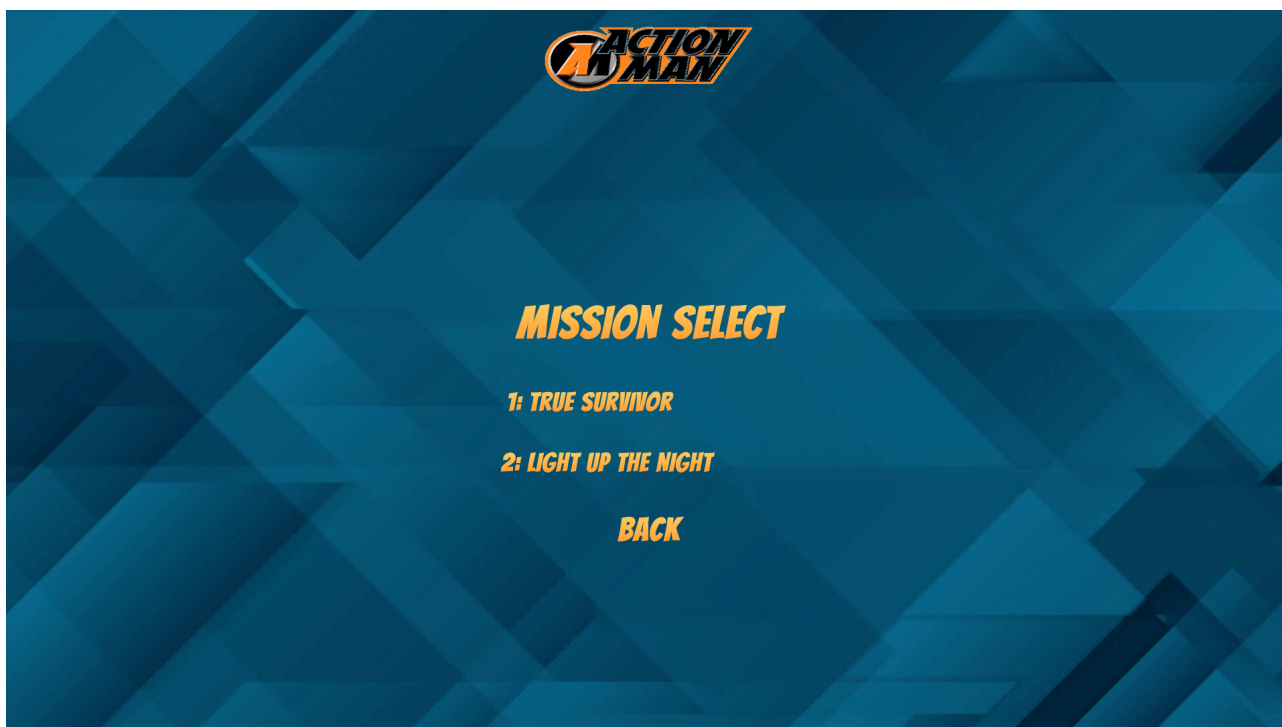 ACTION
MAN
MISSION SELECT
1: TRUE SURVIVOR
2: LIGHT UP THE NIGHT
BACK